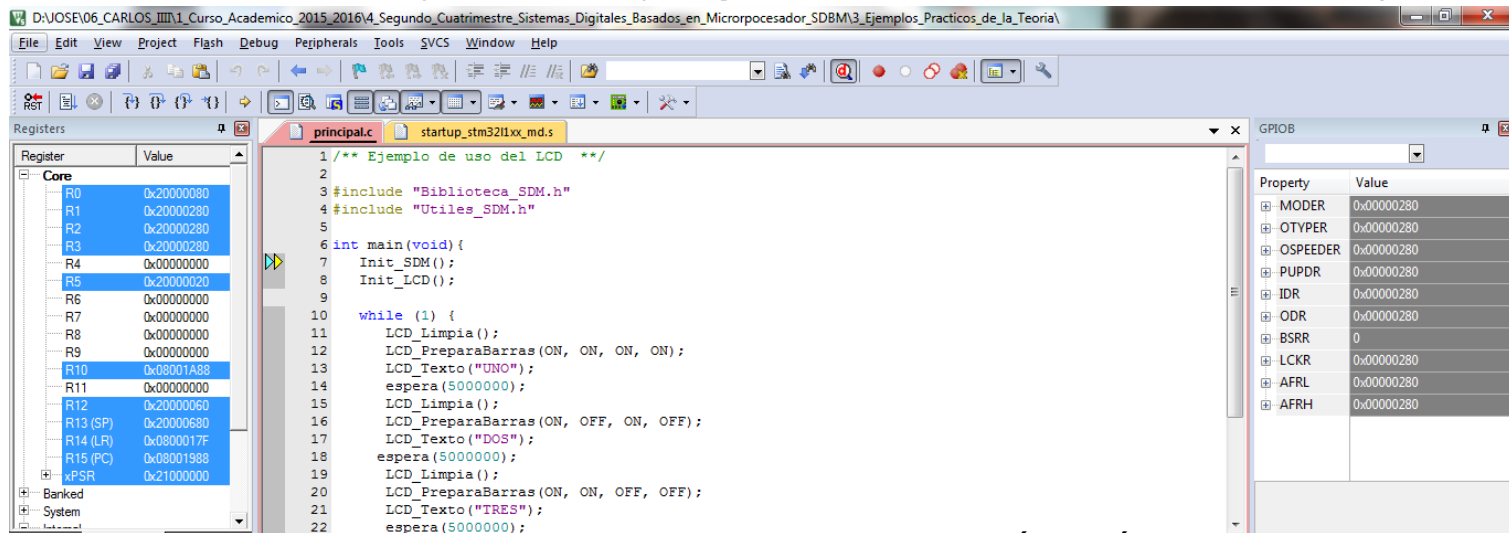 D:\JOSE\06_CARLOS_IIII\1_Curso_Academico_2015_2016\4_Segundo_Cuatrimestre_Sistemas_Digitales_Basados_en_Microrpocesador_SDBM\3_Ejemplos_Practicos_de_la_Teoria\
File Edit View Project Flash Debug Peripherals Tools SVCS Window Help
RST
Registers
Register Value
Core
R0 0x20000080
R1 0x20000280
R2 0x20000280
R3 0x20000280
R4 0x00000000
R5 0x20000020
R6 0x00000000
R7 0x00000000
R8 0x00000000
R9 0x00000000
R10 0x08001A88
R11 0x00000000
R12 0x20000060
R13 (SP) 0x20000680
R14 (LR) 0x0800017F
R15 (PC) 0x08001988
xPSR 0x21000000
Banked
System
principal.c startup_stm32l1xx_md.s
1 /** Ejemplo de uso del LCD **/
2
3 #include "Biblioteca_SDM.h"
4 #include "Utiles_SDM.h"
5
6 int main(void){
7 Init_SDM();
8 Init_LCD();
9
10 while (1) {
11 LCD_Limpia();
12 LCD_PreparaBarras(ON, ON, ON, ON);
13 LCD_Texto("UNO");
14 espera(5000000);
15 LCD_Limpia();
16 LCD_PreparaBarras(ON, OFF, ON, OFF);
17 LCD_Texto("DOS");
18 espera(5000000);
19 LCD_Limpia();
20 LCD_PreparaBarras(ON, ON, OFF, OFF);
21 LCD_Texto("TRES");
22 espera(5000000);
GPIOB
Property Value
MODER 0x00000280
OTYPER 0x00000280
OSPEEDER 0x00000280
PUPDR 0x00000280
IDR 0x00000280
ODR 0x00000280
BSRR 0
LCKR 0x00000280
AFRL 0x00000280
AFRH 0x00000280